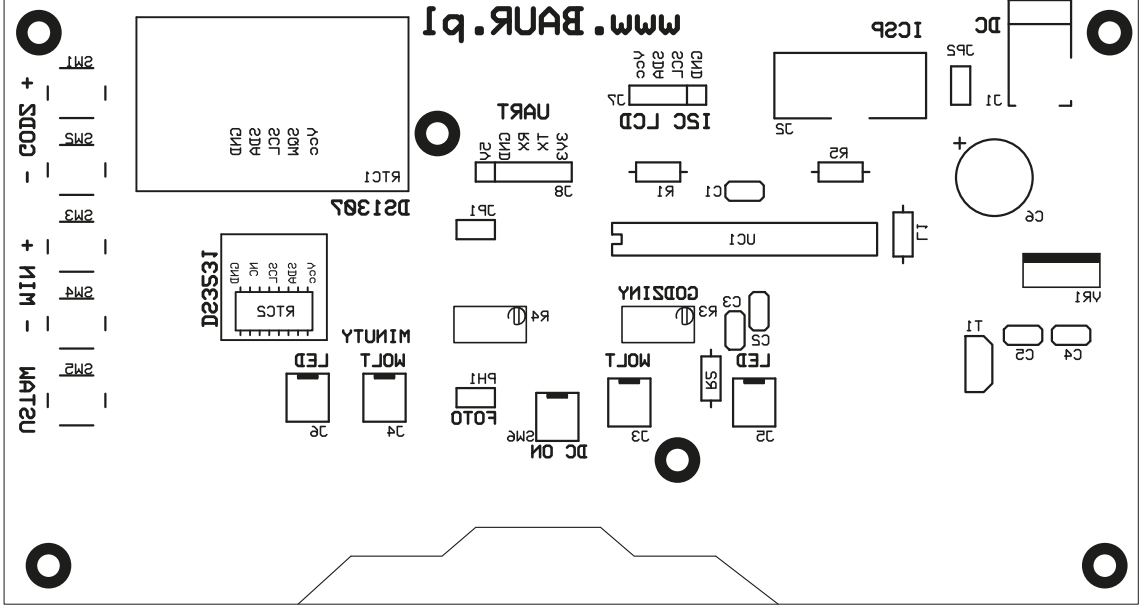 www.BAUR.pl
ICSP
DC
JP2
J1
J2
Vcc
SDA
SCL
GND
J7
I2C LCD
UART
5V
GND
RX
TX
3V3
J8
SW1
SW2
SW3
SW4
SW5
- GODZ +
- MIN +
USTAW
GND
SDA
SCL
SQW
Vcc
RTC1
DS1307
R1
C1
R5
C6
JP1
UC1
L1
DS3231
GND
NC
SCL
SDA
Vcc
RTC2
VR1
GODZINY
R4
R3
C3
C2
T1
C5
C4
MINUTY
LED
WOLT
WOLT
LED
PH1
FOTO
R2
J6
J4
SW6
DC ON
J3
J5